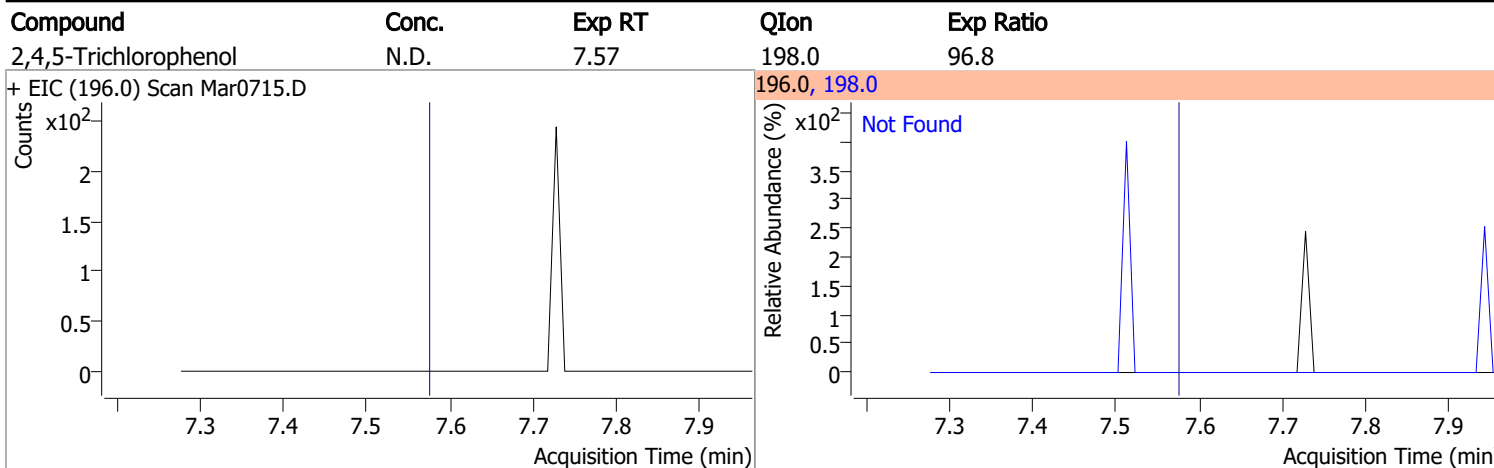 Compound Conc. Exp RT QIon Exp Ratio
2,4,5-Trichlorophenol N.D. 7.57 198.0 96.8
+ EIC (196.0) Scan Mar0715.D
Counts
x10²
2
1.5
1
0.5
0
7.3 7.4 7.5 7.6 7.7 7.8 7.9
Acquisition Time (min)
196.0, 198.0
Relative Abundance (%)
x10²
Not Found
3.5
3
2.5
2
1.5
1
0.5
0
7.3 7.4 7.5 7.6 7.7 7.8 7.9
Acquisition Time (min